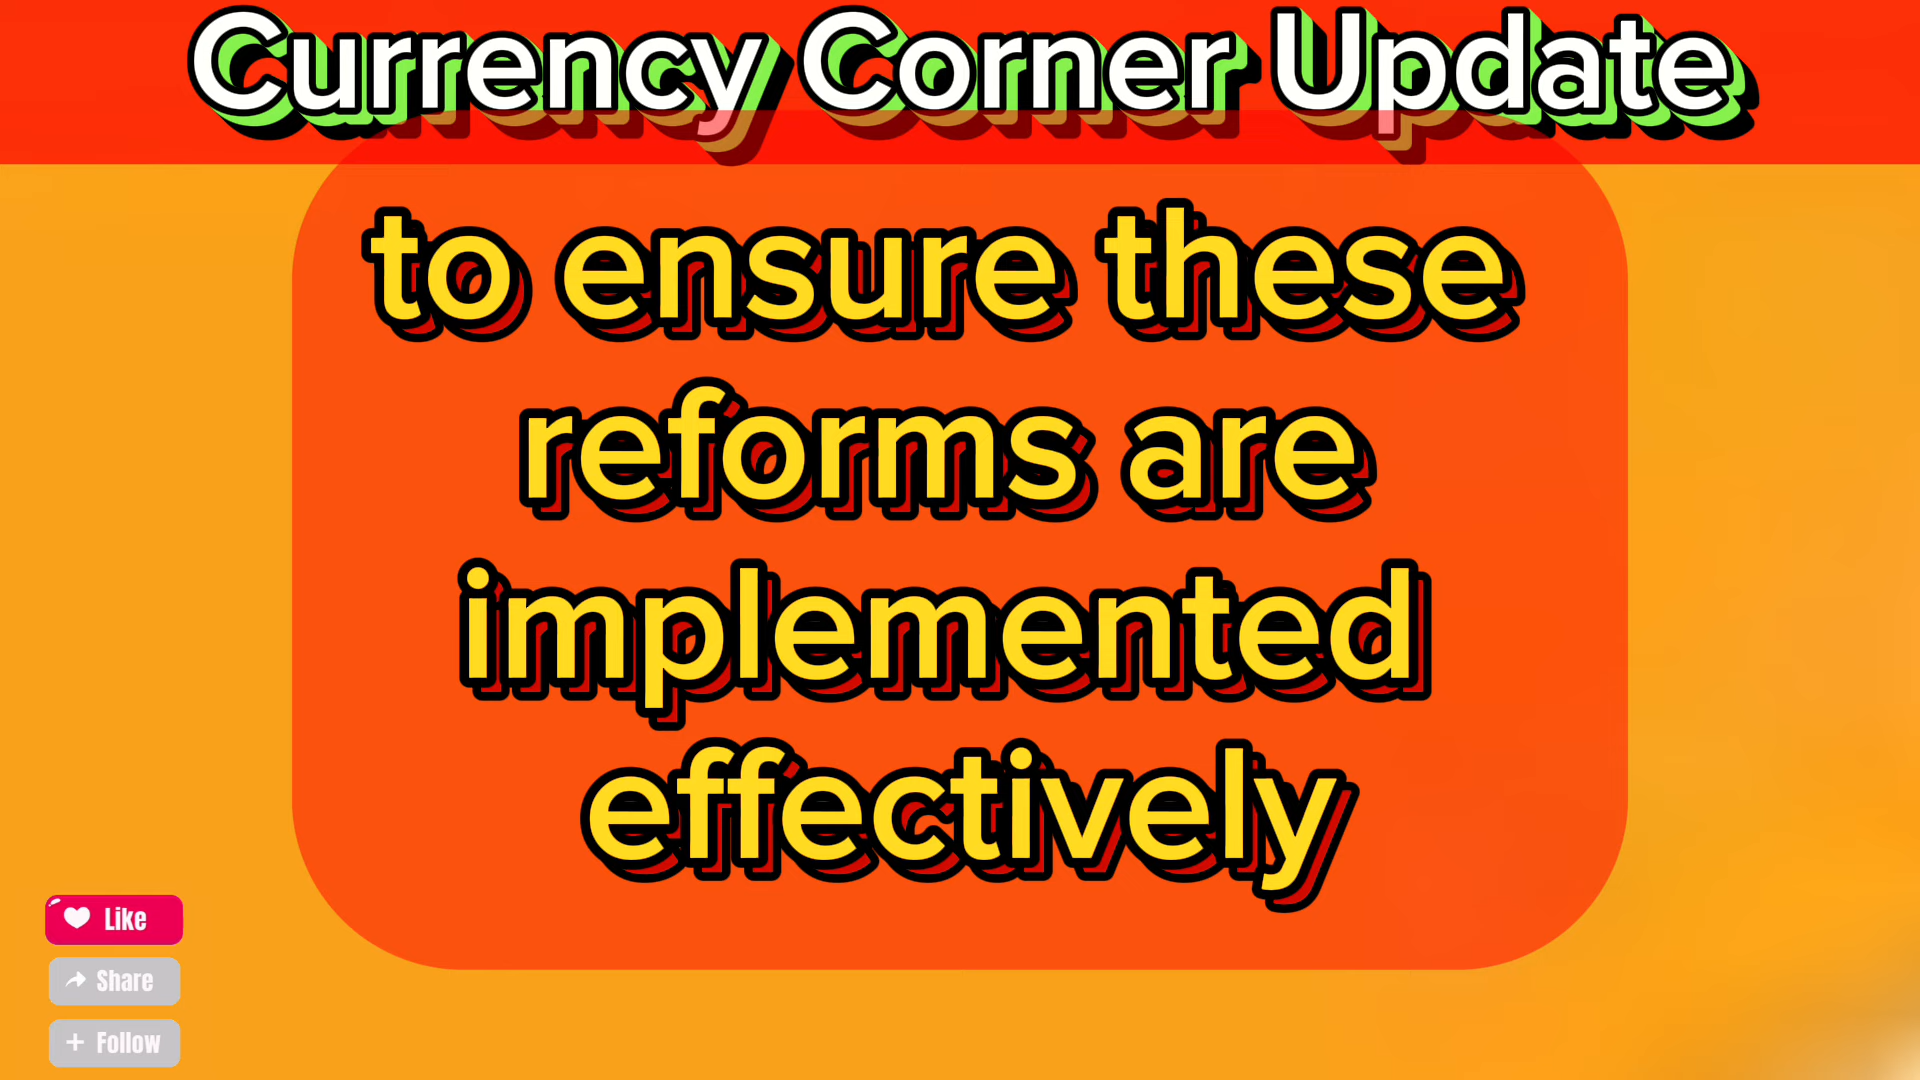 Currency Corner Update
to ensure these
reforms are
implemented
effectively
Like
Share
Follow